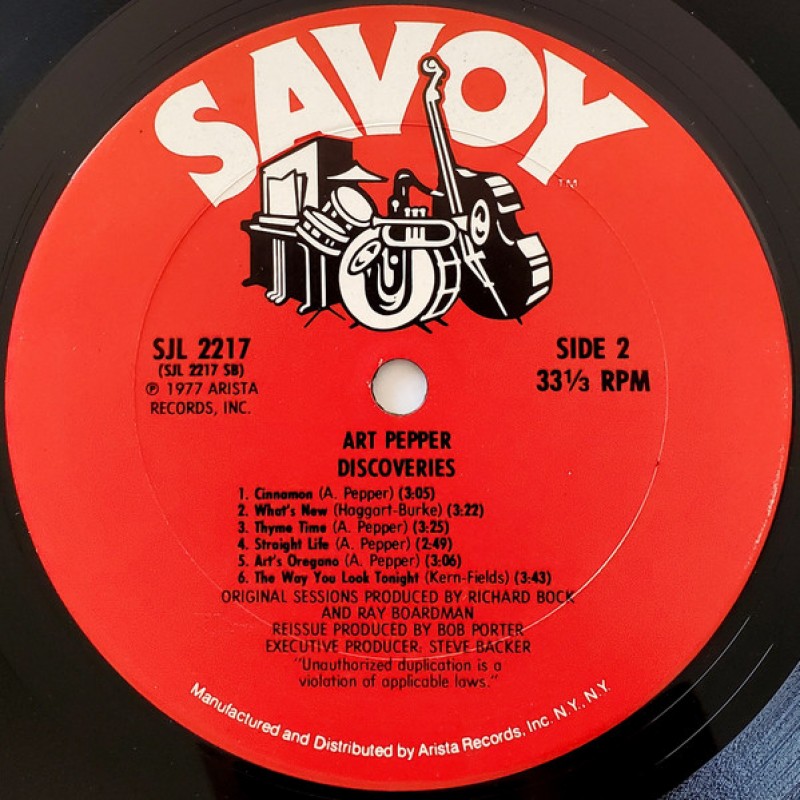 SAVOY
TM
SJL 2217
(SJL 2217 SB)
℗ 1977 ARISTA
RECORDS, INC.
SIDE 2
33⅓ RPM
ART PEPPER
DISCOVERIES
1. Cinnamon (A. Pepper) (3:05)
2. What's New (Haggart-Burke) (3:22)
3. Thyme Time (A. Pepper) (3:25)
4. Straight Life (A. Pepper) (2:49)
5. Art's Oregano (A. Pepper) (3:06)
6. The Way You Look Tonight (Kern-Fields) (3:43)
ORIGINAL SESSIONS PRODUCED BY RICHARD BOCK
AND RAY BOARDMAN
REISSUE PRODUCED BY BOB PORTER
EXECUTIVE PRODUCER: STEVE BACKER
"Unauthorized duplication is a
violation of applicable laws."
Manufactured and Distributed by Arista Records, Inc. N.Y., N.Y.